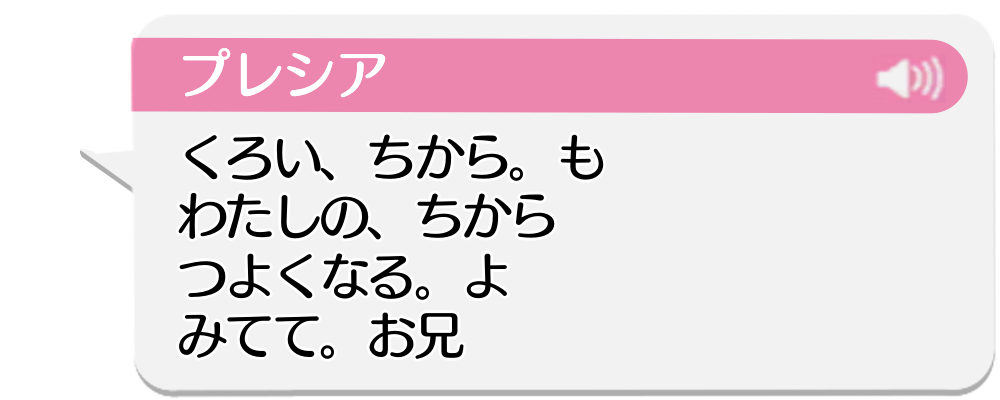 プレシア
くろい、ちから。も
わたしの、ちから
つよくなる。よ
みてて。お兄